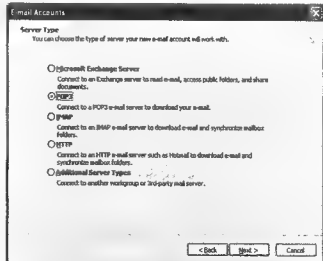 E-mail Accounts
Server Type
You can choose the type of server your new e-mail account will work with.
Microsoft Exchange Server
Connect to an Exchange server to read e-mail, access public folders, and share
documents.
POP3
Connect to a POP3 e-mail server to download your e-mail.
IMAP
Connect to an IMAP e-mail server to download e-mail and synchronize mailbox
folders.
HTTP
Connect to an HTTP e-mail server such as Hotmail to download e-mail and
synchronize mailbox folders.
Additional Server Types
Connect to another workgroup or 3rd-party mail server.
< Back Next > Cancel